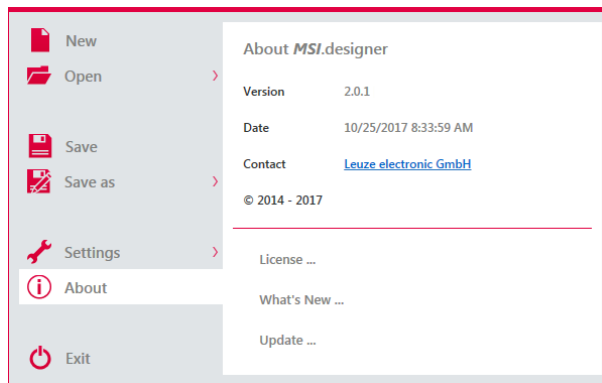 New
Open
Save
Save as
Settings
About
Exit
About MSI.designer
Version 2.0.1
Date 10/25/2017 8:33:59 AM
Contact Leuze electronic GmbH
© 2014 - 2017
License ...
What's New ...
Update ...